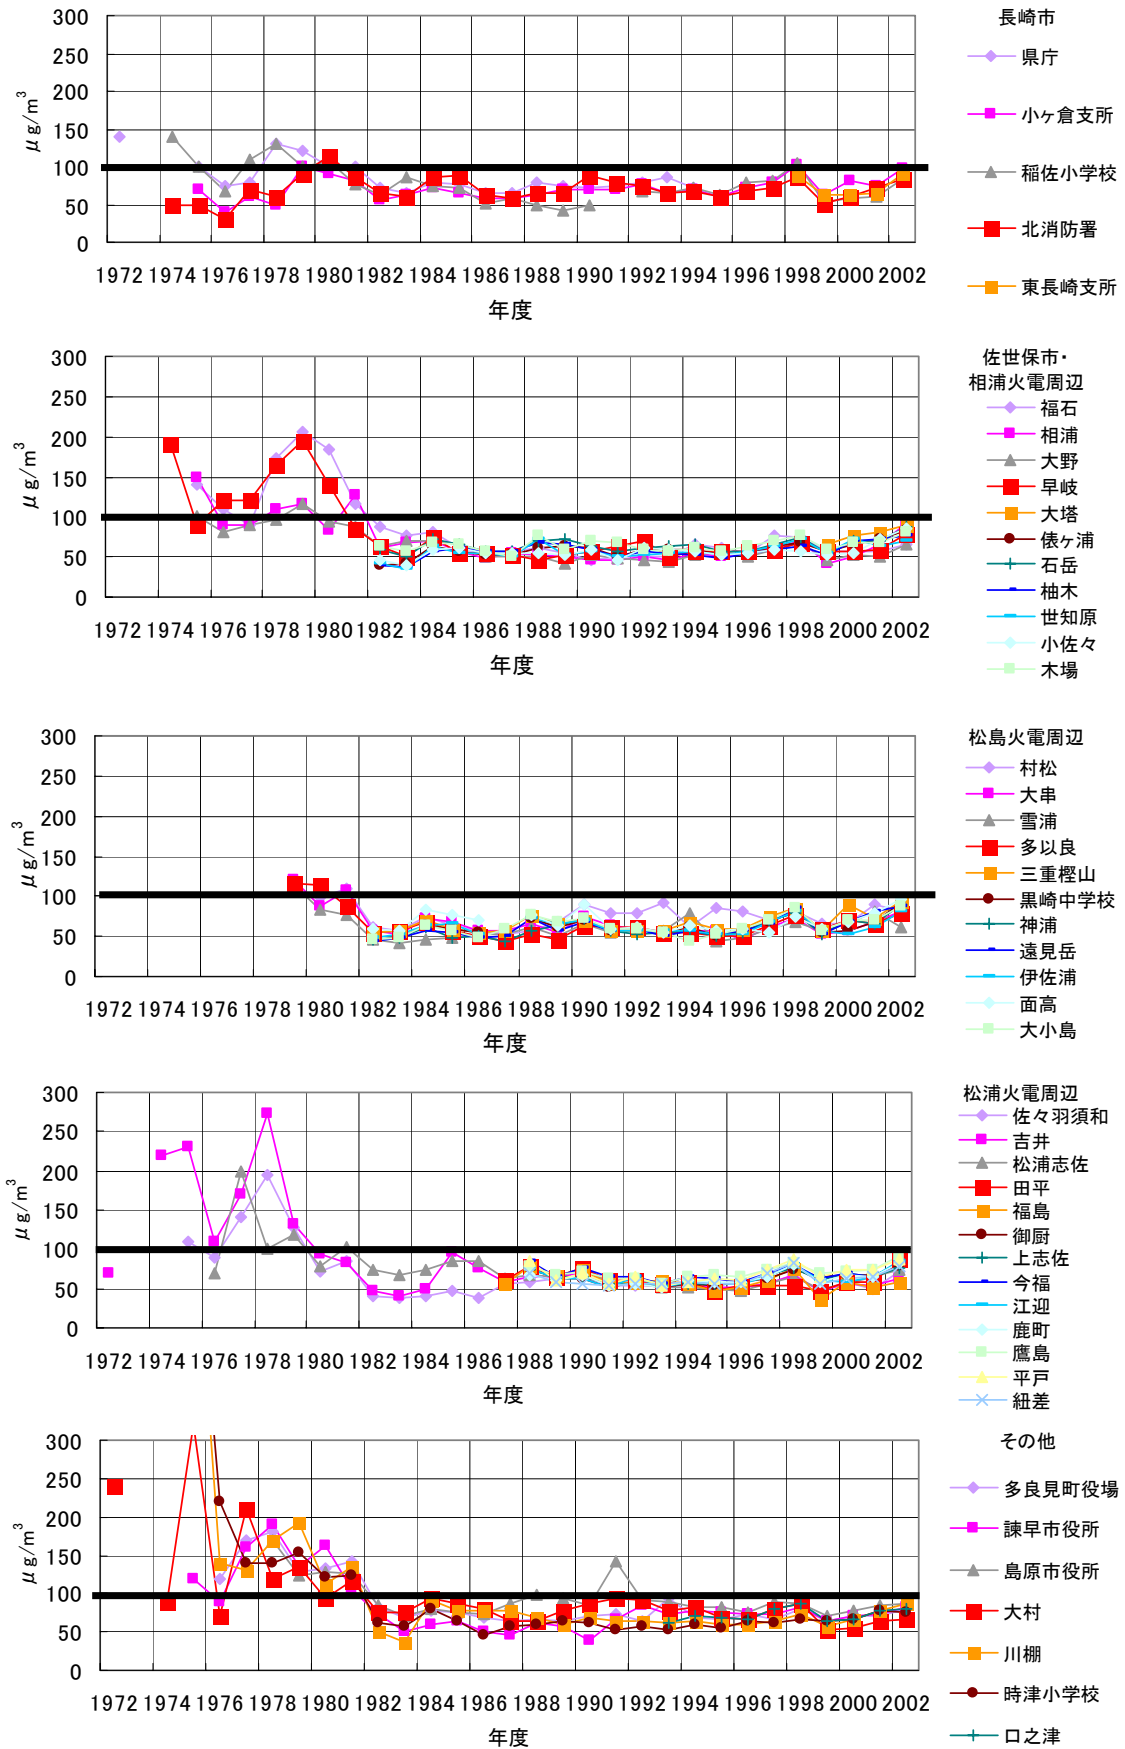 300
250
200
150
100
50
0
μg/m³
1972 1974 1976 1978 1980 1982 1984 1986 1988 1990 1992 1994 1996 1998 2000 2002
年度
長崎市
県庁
小ヶ倉支所
稲佐小学校
北消防署
東長崎支所
300
250
200
150
100
50
0
μg/m³
1972 1974 1976 1978 1980 1982 1984 1986 1988 1990 1992 1994 1996 1998 2000 2002
年度
佐世保市・
相浦火電周辺
福石
相浦
大野
早岐
大塔
俵ヶ浦
石岳
柚木
世知原
小佐々
木場
300
250
200
150
100
50
0
μg/m³
1972 1974 1976 1978 1980 1982 1984 1986 1988 1990 1992 1994 1996 1998 2000 2002
年度
松島火電周辺
村松
大串
雪浦
多以良
三重樫山
黒崎中学校
神浦
遠見岳
伊佐浦
面高
大小島
300
250
200
150
100
50
0
μg/m³
1972 1974 1976 1978 1980 1982 1984 1986 1988 1990 1992 1994 1996 1998 2000 2002
年度
松浦火電周辺
佐々羽須和
吉井
松浦志佐
田平
福島
御厨
上志佐
今福
江迎
鹿町
鷹島
平戸
紐差
300
250
200
150
100
50
0
μg/m³
1972 1974 1976 1978 1980 1982 1984 1986 1988 1990 1992 1994 1996 1998 2000 2002
年度
その他
多良見町役場
諫早市役所
島原市役所
大村
川棚
時津小学校
口之津